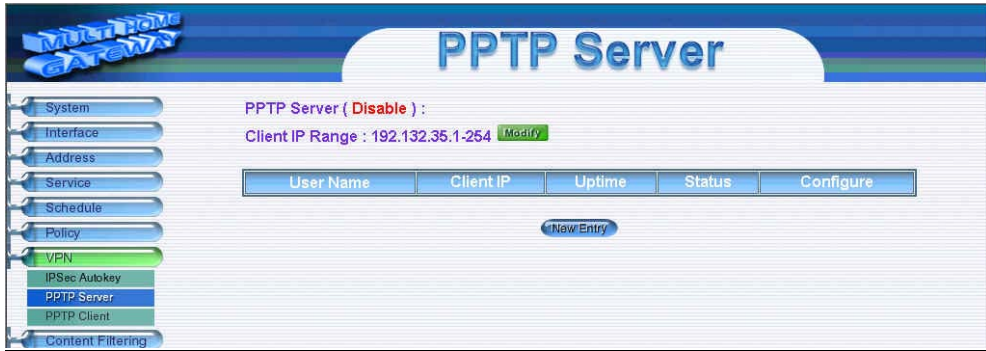 MULTI HOME
GATEWAY
PPTP Server
System
Interface
Address
Service
Schedule
Policy
VPN
IPSec Autokey
PPTP Server
PPTP Client
Content Filtering
PPTP Server ( Disable ) :
Client IP Range : 192.132.35.1-254 Modify
User Name Client IP Uptime Status Configure
New Entry